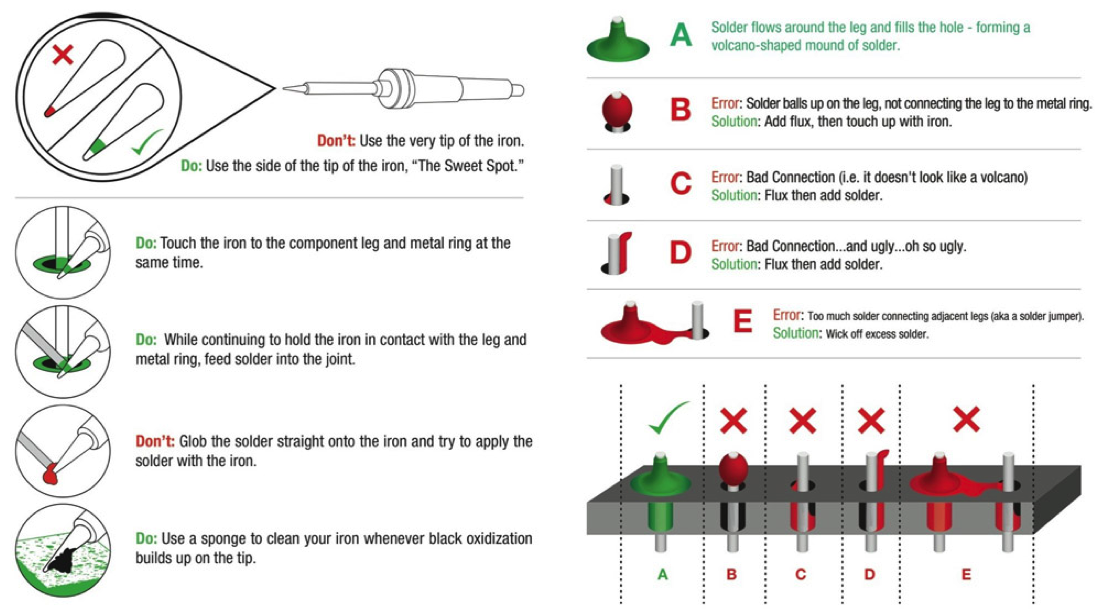 Don't: Use the very tip of the iron.
Do: Use the side of the tip of the iron, “The Sweet Spot.”
Do: Touch the iron to the component leg and metal ring at the
same time.
Do: While continuing to hold the iron in contact with the leg and
metal ring, feed solder into the joint.
Don't: Glob the solder straight onto the iron and try to apply the
solder with the iron.
Do: Use a sponge to clean your iron whenever black oxidization
builds up on the tip.
A
Solder flows around the leg and fills the hole - forming a
volcano-shaped mound of solder.
B
Error: Solder balls up on the leg, not connecting the leg to the metal ring.
Solution: Add flux, then touch up with iron.
C
Error: Bad Connection (i.e. it doesn't look like a volcano)
Solution: Flux then add solder.
D
Error: Bad Connection...and ugly...oh so ugly.
Solution: Flux then add solder.
E
Error: Too much solder connecting adjacent legs (aka a solder jumper).
Solution: Wick off excess solder.
A B C D E